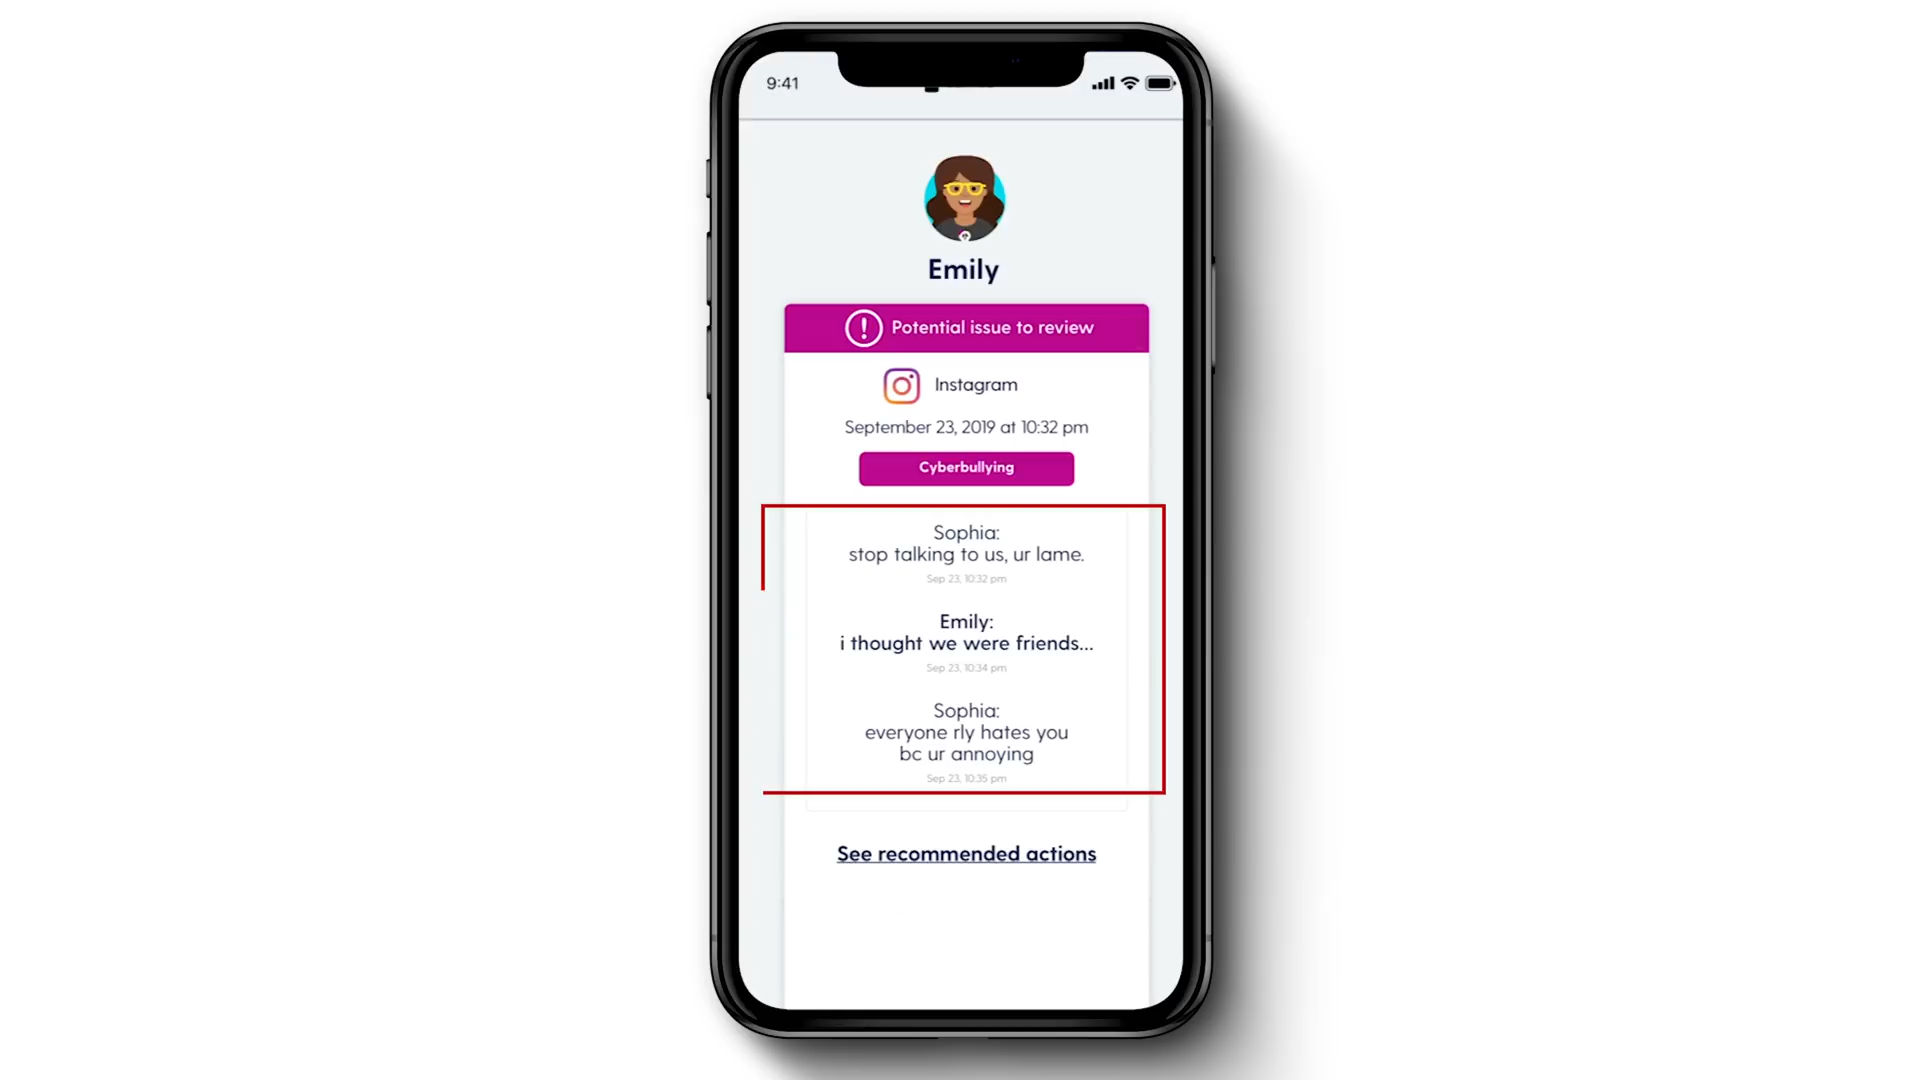 9:41
Emily
Potential issue to review
Instagram
September 23, 2019 at 10:32 pm
Cyberbullying
Sophia:
stop talking to us, ur lame.
Sep 23, 10:32 pm
Emily:
i thought we were friends...
Sep 23, 10:34 pm
Sophia:
everyone rly hates you
bc ur annoying
Sep 23, 10:35 pm
See recommended actions